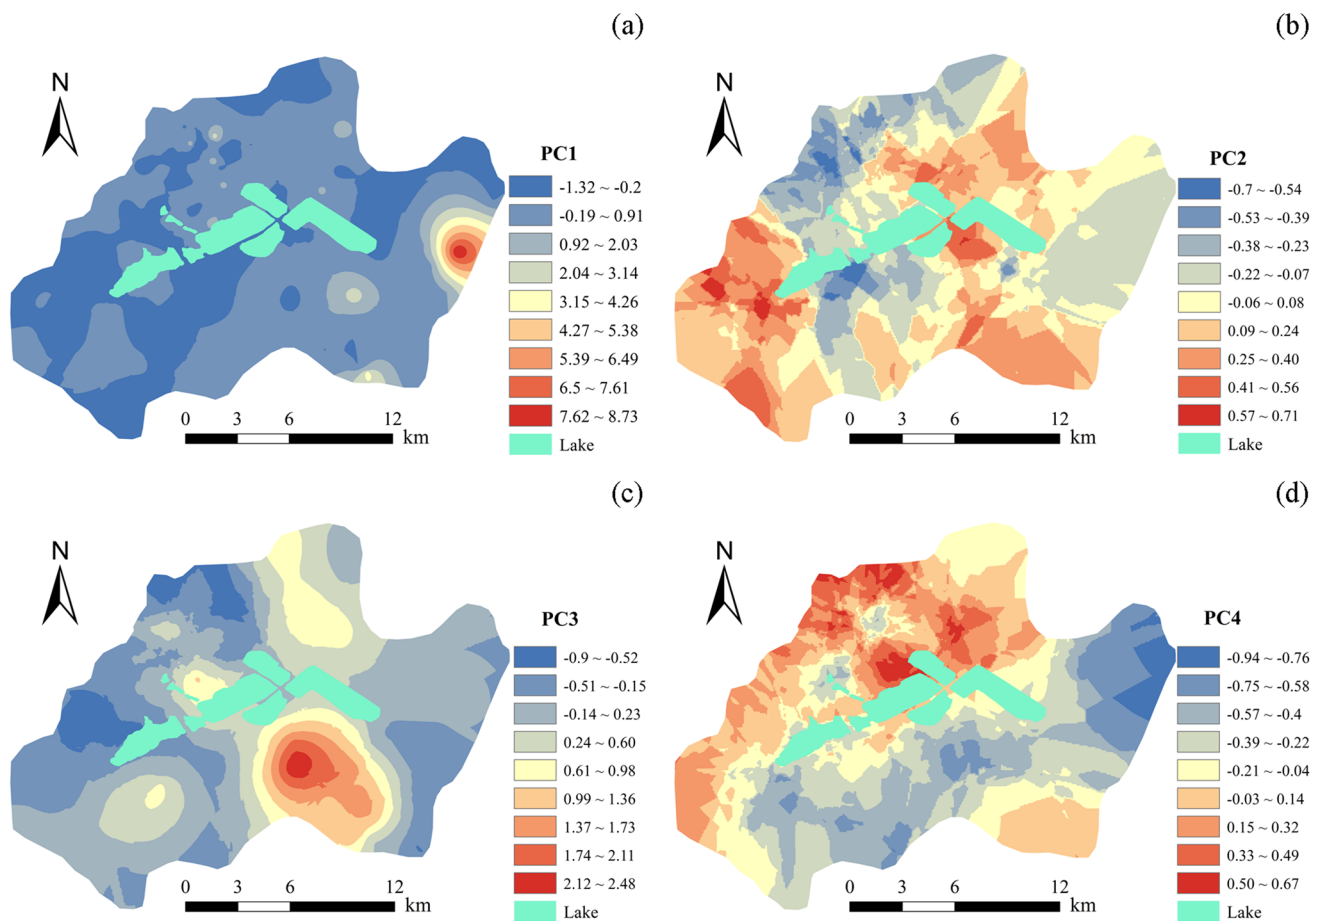 (a)
N
PC1
-1.32 ~ -0.2
-0.19 ~ 0.91
0.92 ~ 2.03
2.04 ~ 3.14
3.15 ~ 4.26
4.27 ~ 5.38
5.39 ~ 6.49
6.5 ~ 7.61
7.62 ~ 8.73
Lake
0 3 6 12
km
(b)
N
PC2
-0.7 ~ -0.54
-0.53 ~ -0.39
-0.38 ~ -0.23
-0.22 ~ -0.07
-0.06 ~ 0.08
0.09 ~ 0.24
0.25 ~ 0.40
0.41 ~ 0.56
0.57 ~ 0.71
Lake
0 3 6 12
km
(c)
N
PC3
-0.9 ~ -0.52
-0.51 ~ -0.15
-0.14 ~ 0.23
0.24 ~ 0.60
0.61 ~ 0.98
0.99 ~ 1.36
1.37 ~ 1.73
1.74 ~ 2.11
2.12 ~ 2.48
Lake
0 3 6 12
km
(d)
N
PC4
-0.94 ~ -0.76
-0.75 ~ -0.58
-0.57 ~ -0.4
-0.39 ~ -0.22
-0.21 ~ -0.04
-0.03 ~ 0.14
0.15 ~ 0.32
0.33 ~ 0.49
0.50 ~ 0.67
Lake
0 3 6 12
km